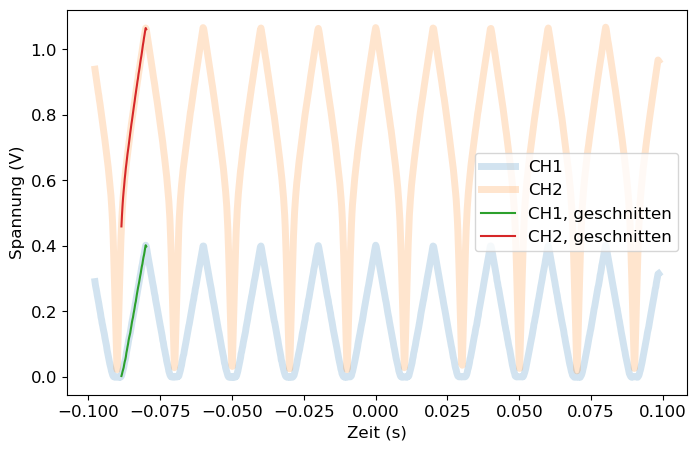 1.0
0.8
0.6
0.4
0.2
0.0
Spannung (V)
CH1
CH2
CH1, geschnitten
CH2, geschnitten
−0.100 −0.075 −0.050 −0.025 0.000 0.025 0.050 0.075 0.100
Zeit (s)